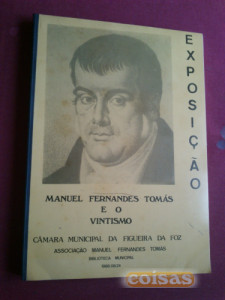 EXPOSIÇÃO
MANUEL FERNANDES TOMÁS
E O
VINTISMO
CÂMARA MUNICIPAL DA FIGUEIRA DA FOZ
ASSOCIAÇÃO MANUEL FERNANDES TOMÁS
BIBLIOTECA MUNICIPAL
coisas